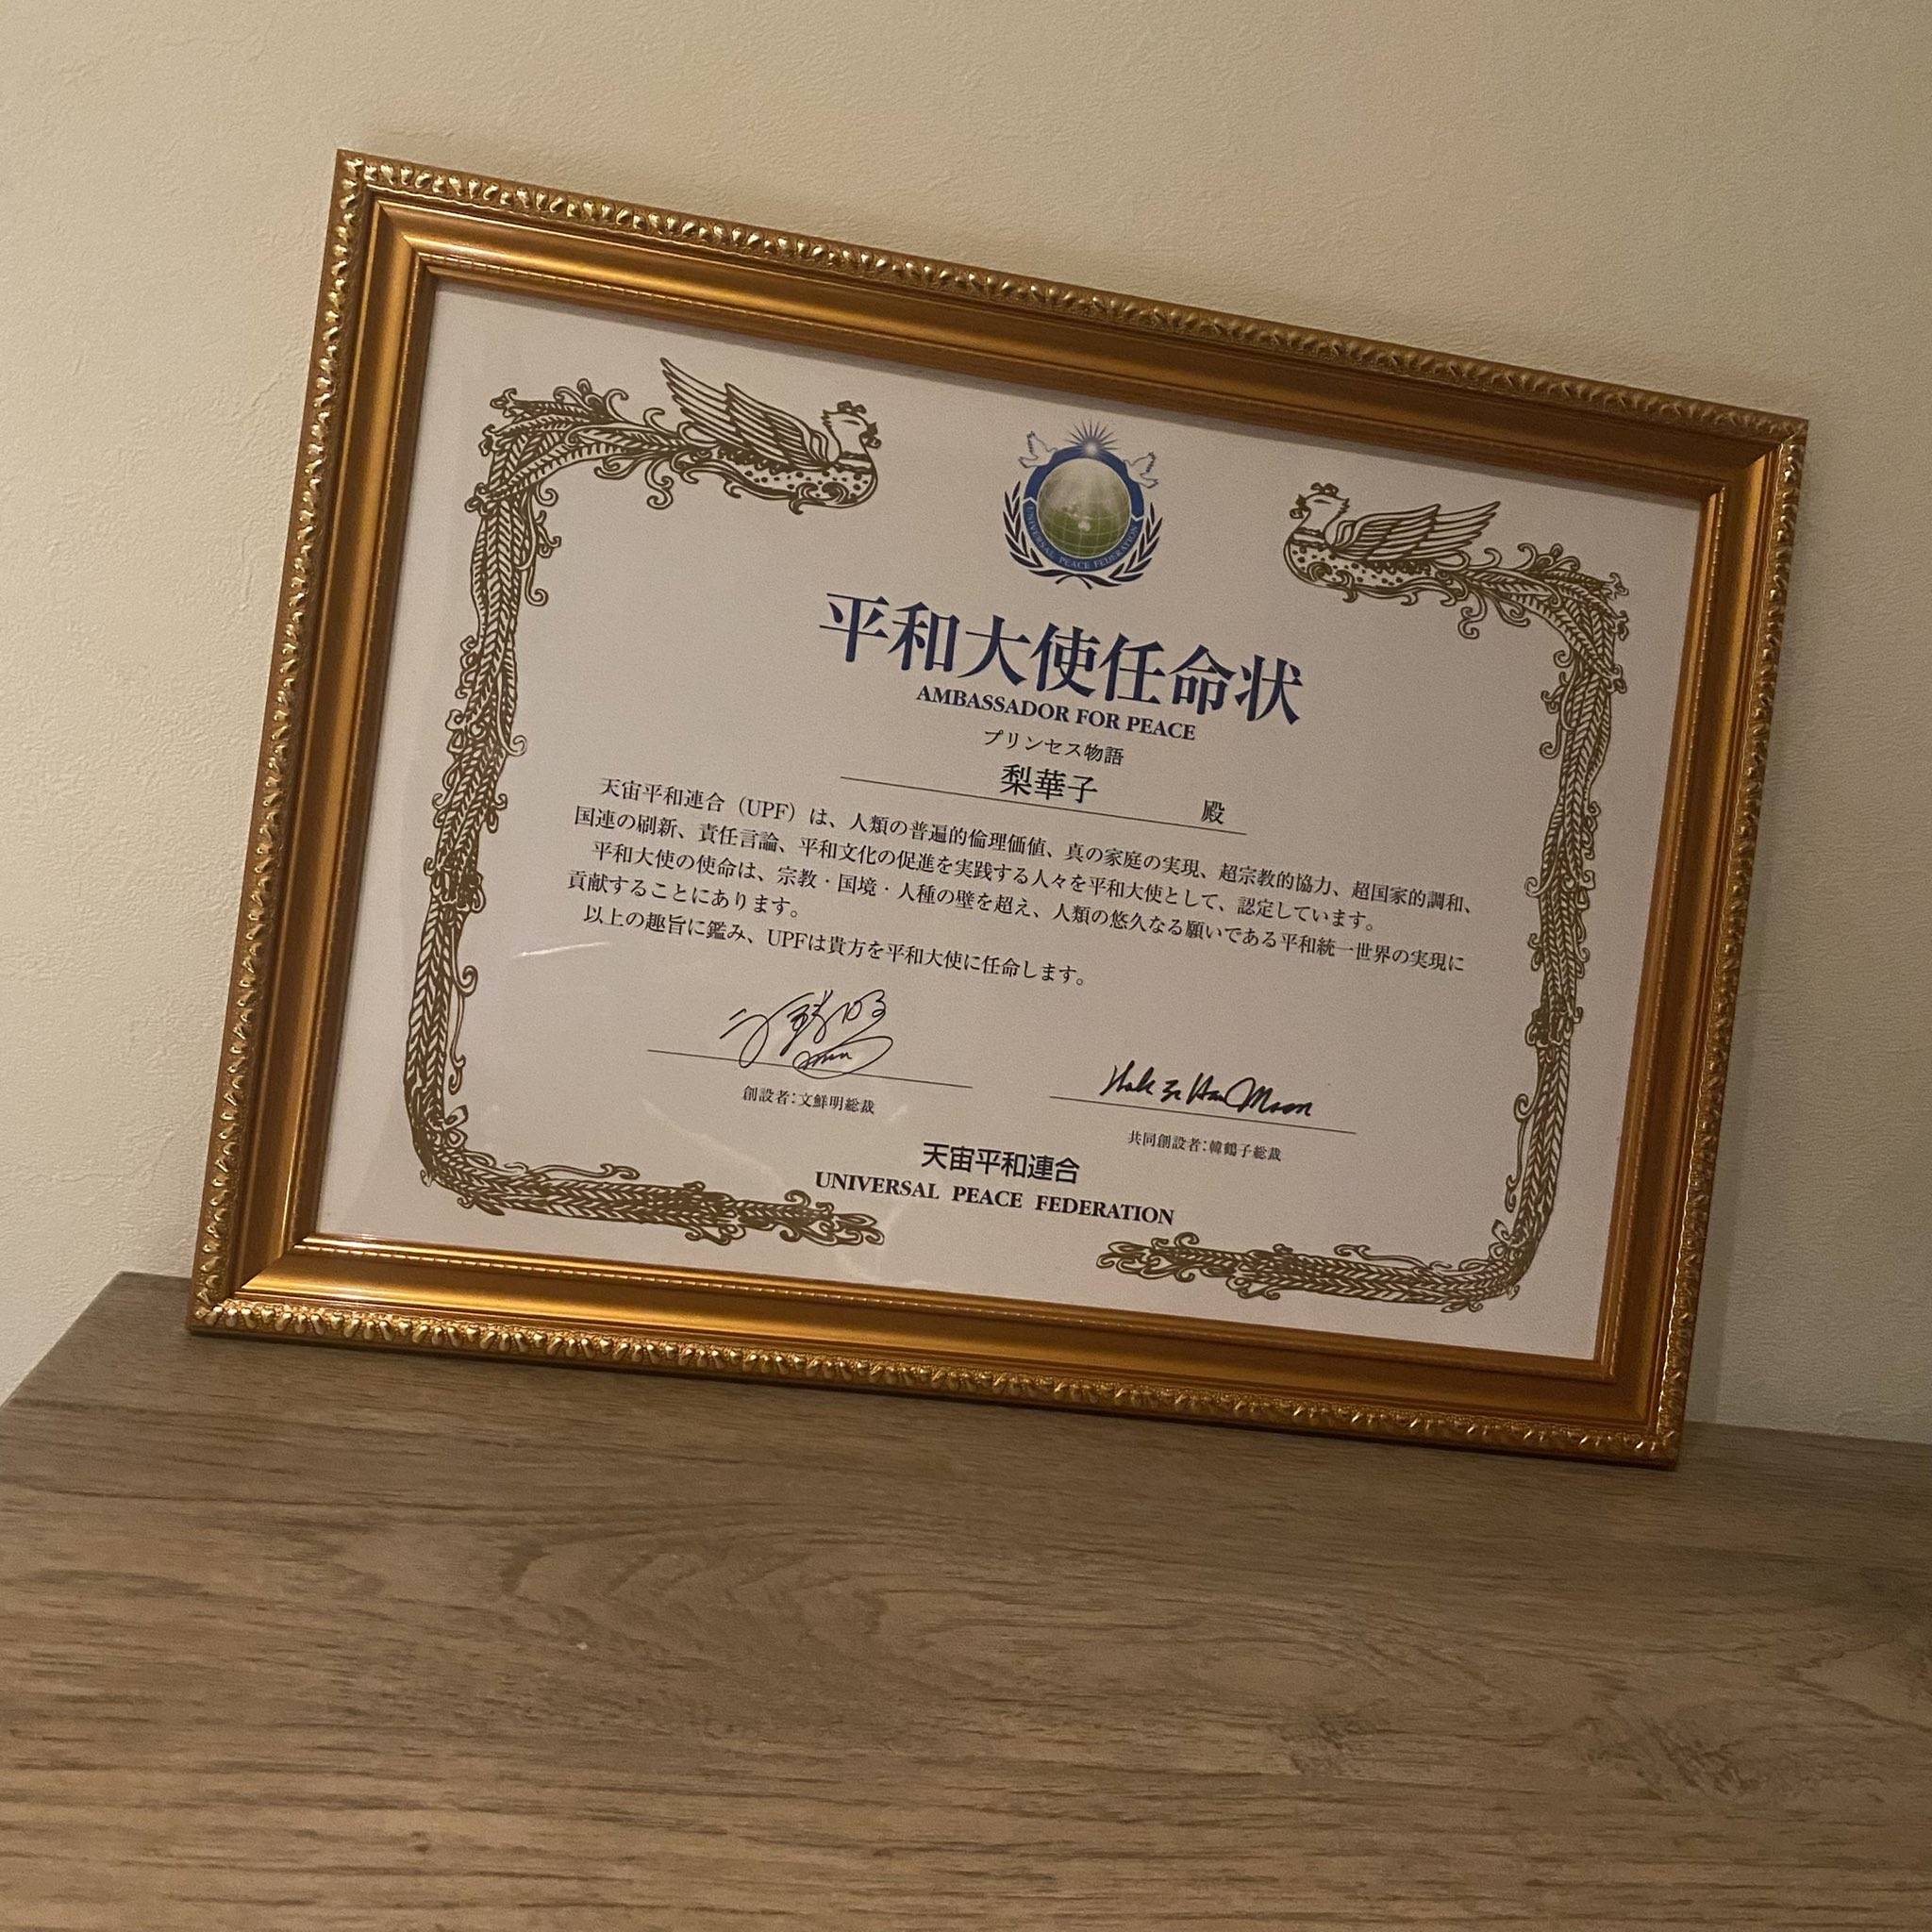 UNIVERSAL PEACE FEDERATION
平和大使任命状
AMBASSADOR FOR PEACE
プリンセス物語
梨華子 殿
天宙平和連合（UPF）は、人類の普遍的倫理価値、真の家庭の実現、超宗教的協力、超国家的調和、
国連の刷新、責任言論、平和文化の促進を実践する人々を平和大使として、認定しています。
平和大使の使命は、宗教・国境・人種の壁を超え、人類の悠久なる願いである平和統一世界の実現に
貢献することにあります。
以上の趣旨に鑑み、UPFは貴方を平和大使に任命します。
Hak Ja Han Moon
創設者：文鮮明総裁
共同創設者：韓鶴子総裁
天宙平和連合
UNIVERSAL PEACE FEDERATION